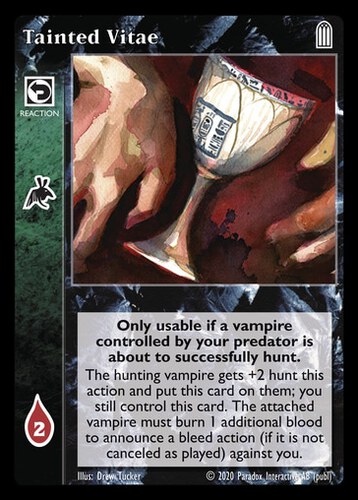 Tainted Vitae
REACTION
Only usable if a vampire
controlled by your predator is
about to successfully hunt.
The hunting vampire gets +2 hunt this
action and put this card on them; you
still control this card. The attached
vampire must burn 1 additional blood
to announce a bleed action (if it is not
canceled as played) against you.
2
Illus: Drew Tucker
© 2020 Paradox Interactive AB (publ)